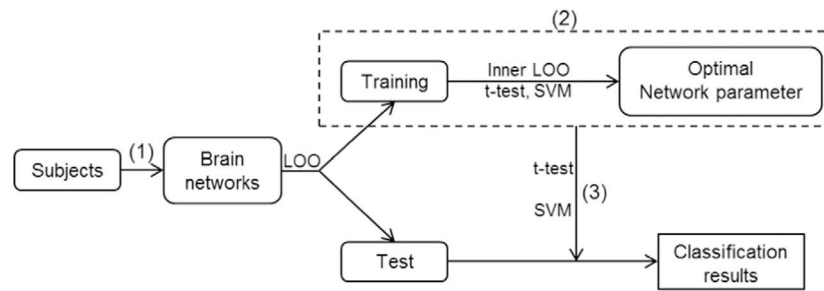 (2)
Training
Inner LOO
t-test, SVM
Optimal
Network parameter
Subjects
(1)
Brain
networks
LOO
t-test
SVM
(3)
Test
Classification
results